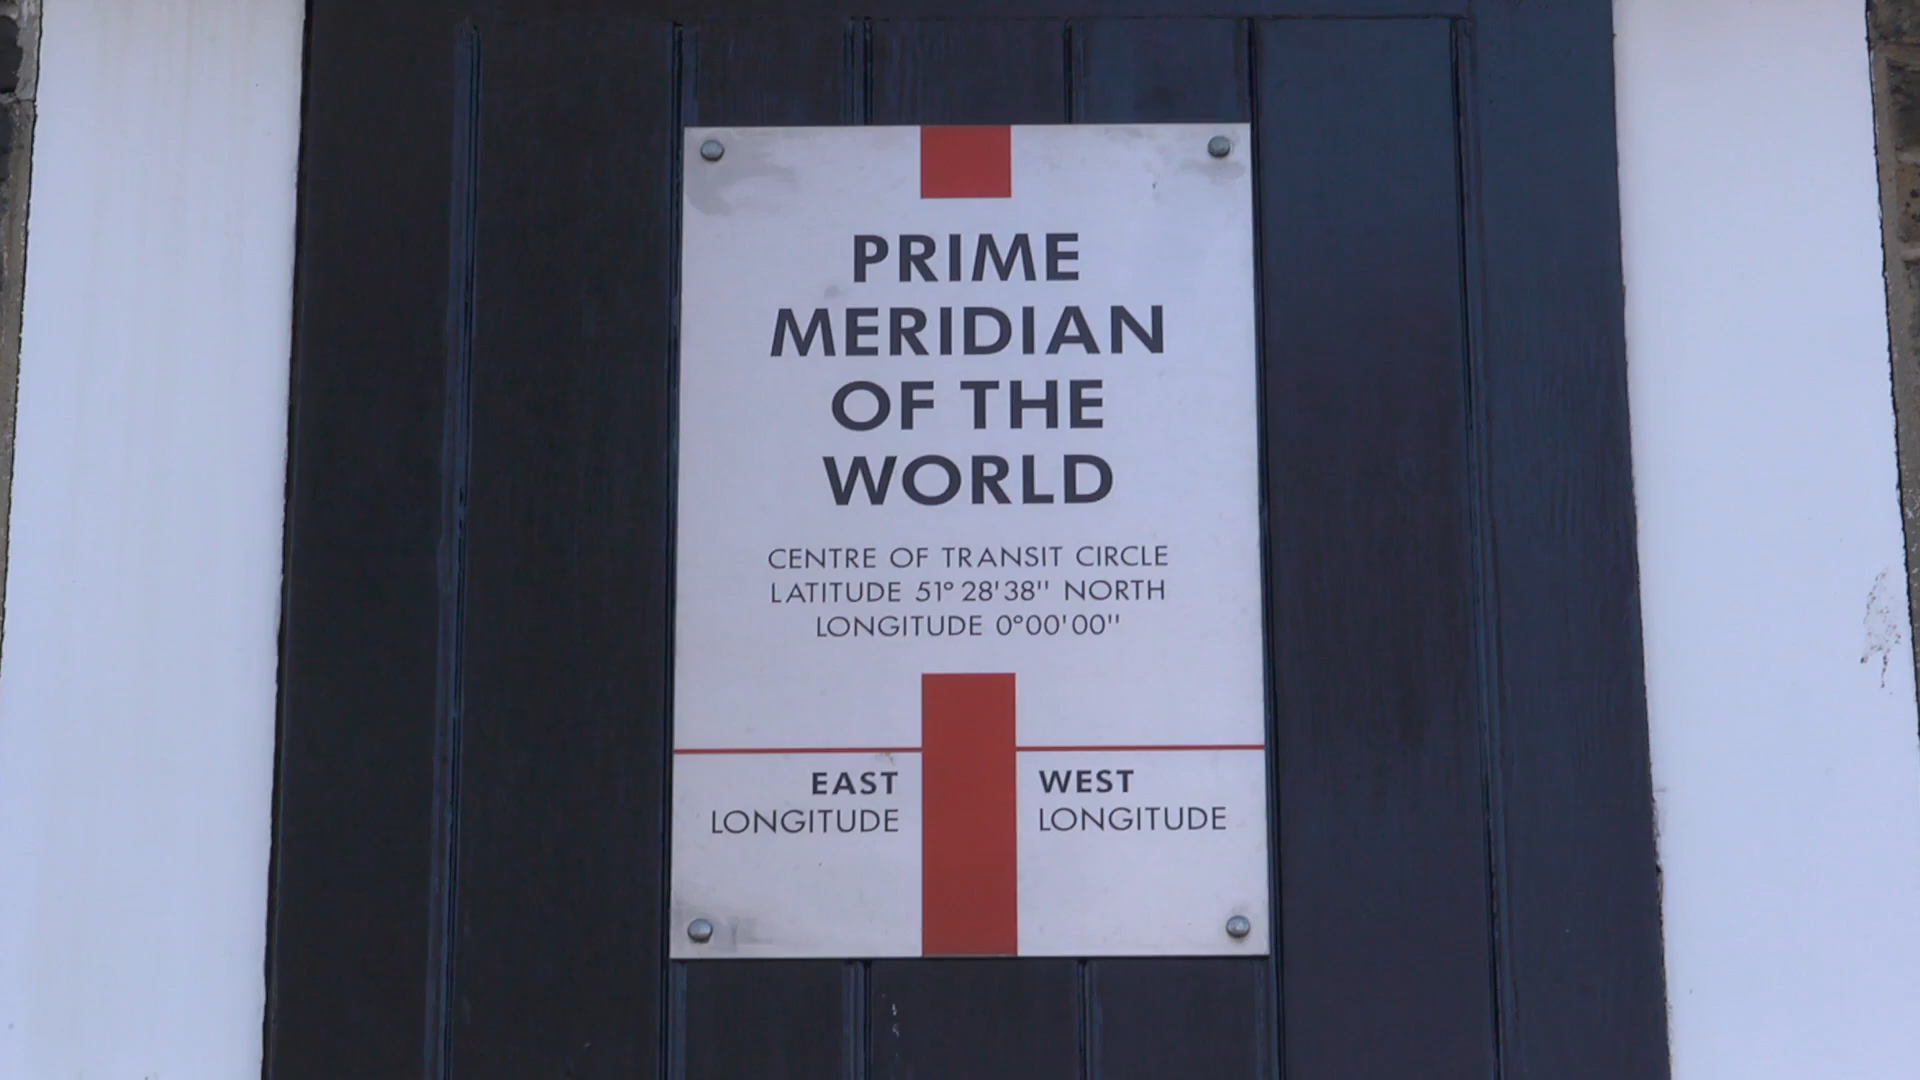 PRIME
MERIDIAN
OF THE
WORLD
CENTRE OF TRANSIT CIRCLE
LATITUDE 51° 28'38" NORTH
LONGITUDE 0°00'00"
EAST
LONGITUDE
WEST
LONGITUDE